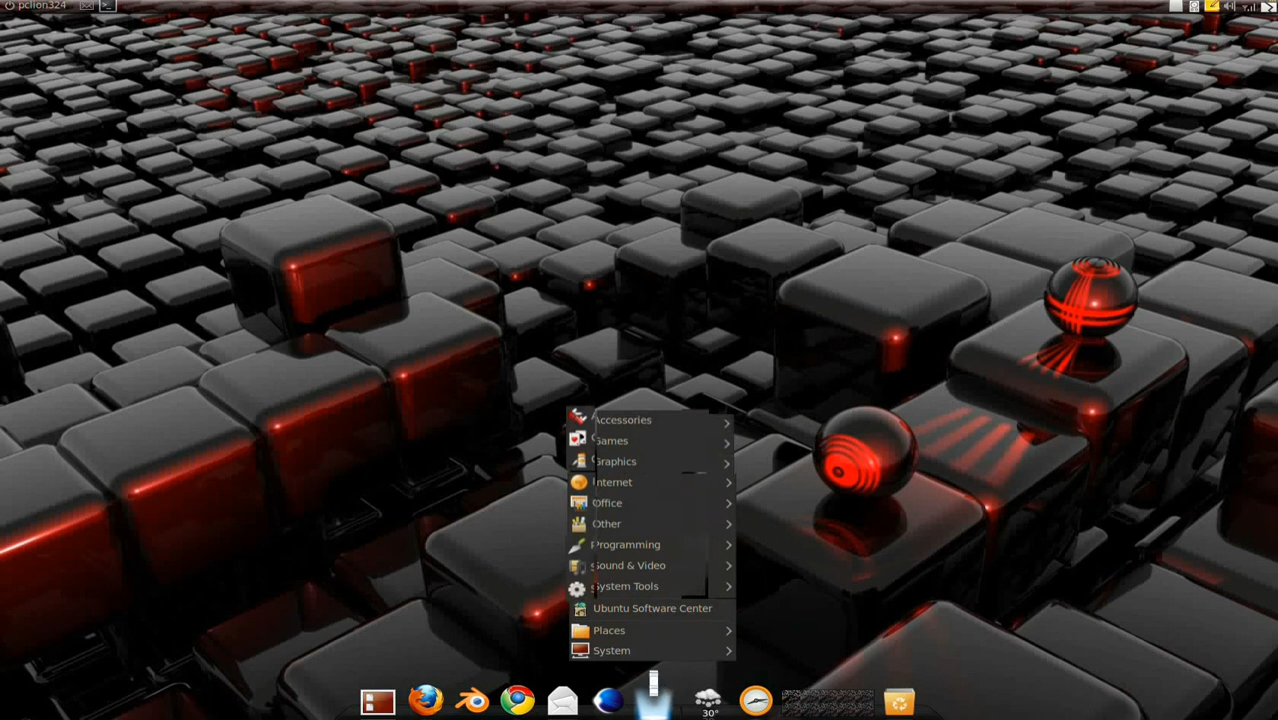 pclion324
Accessories
Games
Graphics
Internet
Office
Other
Programming
Sound & Video
System Tools
Ubuntu Software Center
Places
System
30°